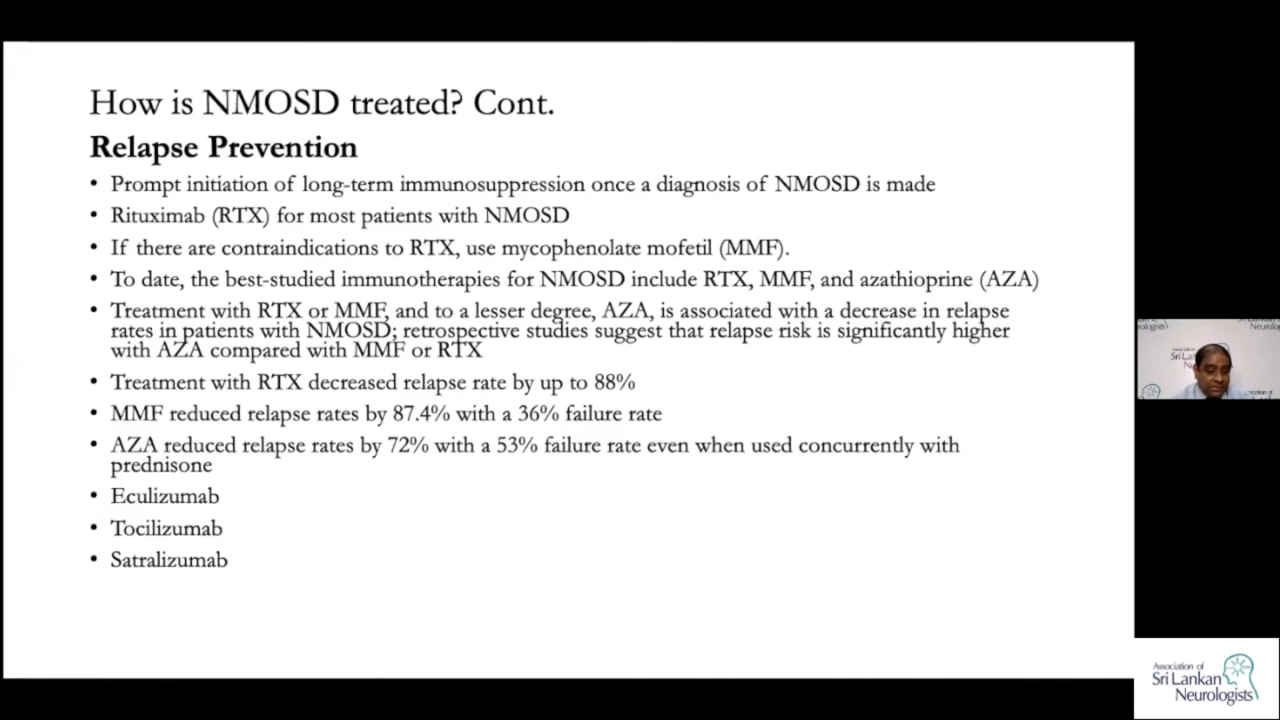 How is NMOSD treated? Cont.
Relapse Prevention
• Prompt initiation of long-term immunosuppression once a diagnosis of NMOSD is made
• Rituximab (RTX) for most patients with NMOSD
• If there are contraindications to RTX, use mycophenolate mofetil (MMF).
• To date, the best-studied immunotherapies for NMOSD include RTX, MMF, and azathioprine (AZA)
• Treatment with RTX or MMF, and to a lesser degree, AZA, is associated with a decrease in relapse
rates in patients with NMOSD; retrospective studies suggest that relapse risk is significantly higher
with AZA compared with MMF or RTX
• Treatment with RTX decreased relapse rate by up to 88%
• MMF reduced relapse rates by 87.4% with a 36% failure rate
• AZA reduced relapse rates by 72% with a 53% failure rate even when used concurrently with
prednisone
• Eculizumab
• Tocilizumab
• Satralizumab
Association of
Sri Lankan
Neurologists